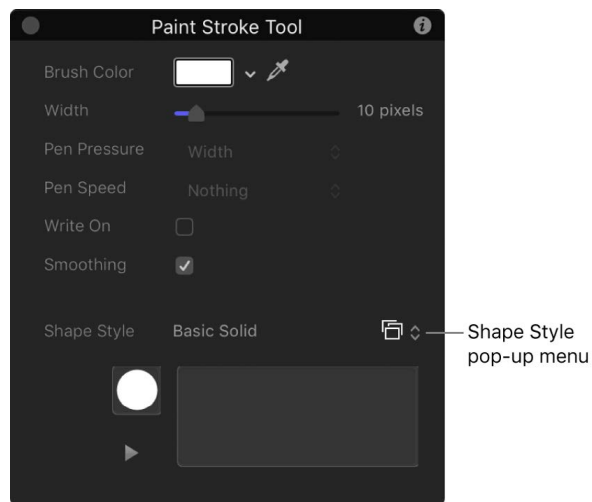 Paint Stroke Tool
Brush Color
Width 10 pixels
Pen Pressure Width
Pen Speed Nothing
Write On
Smoothing
Shape Style Basic Solid
Shape Style
pop-up menu